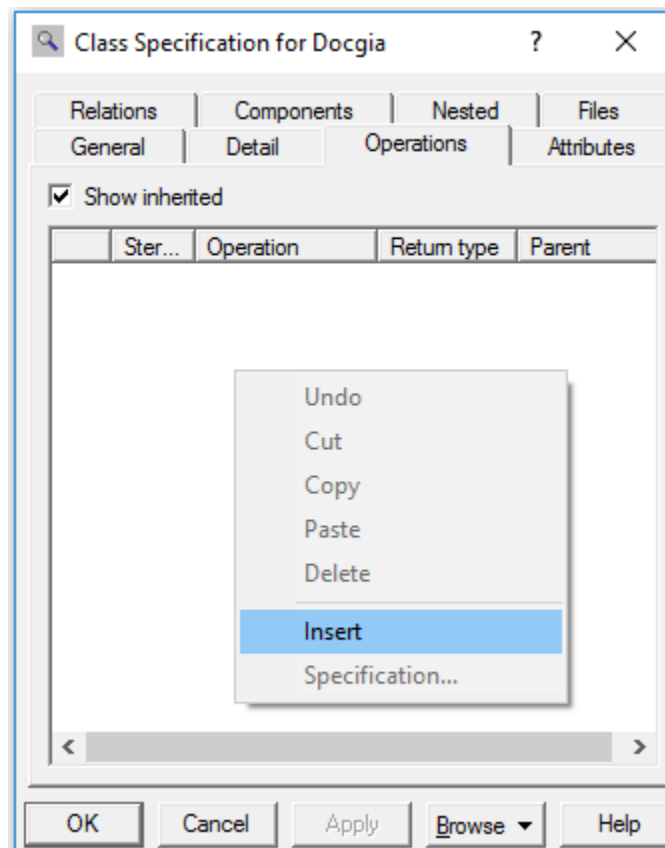 Class Specification for Docgia ? X
Relations Components Nested Files
General Detail Operations Attributes
Show inherited
Ster... Operation Return type Parent
Undo
Cut
Copy
Paste
Delete
Insert
Specification...
OK Cancel Apply Browse Help